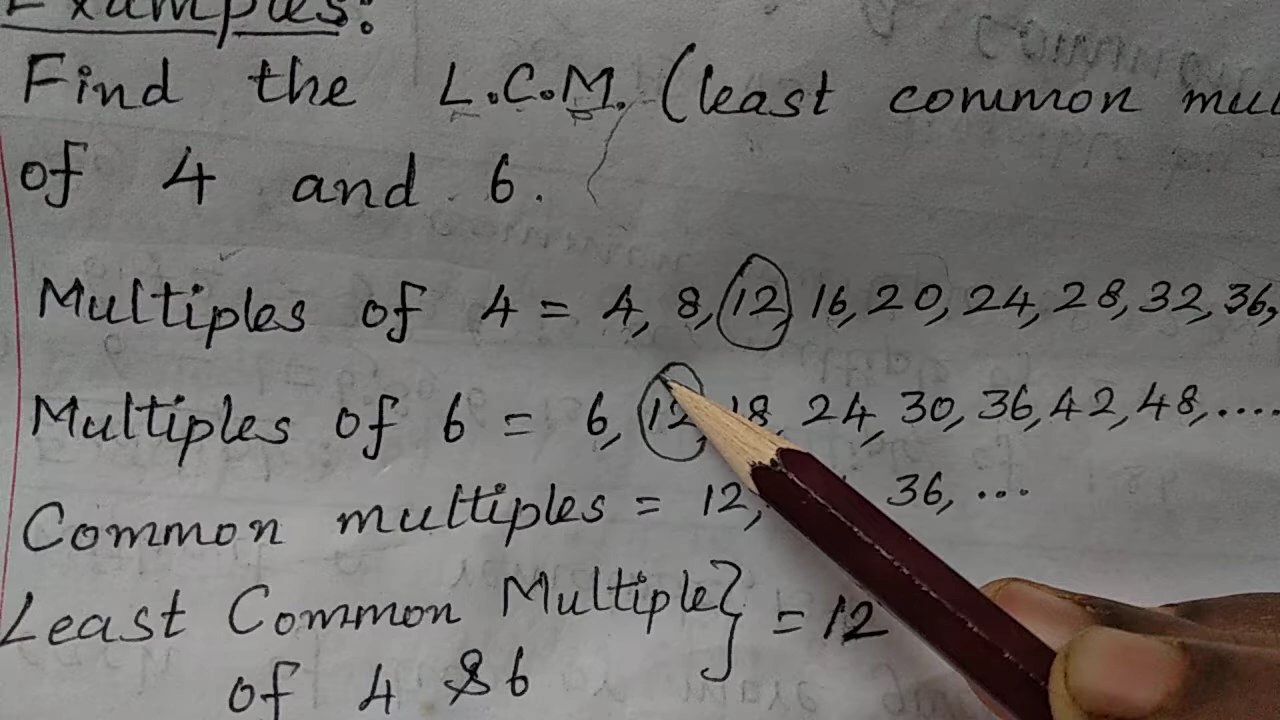 Examples:
Find the L.C.M. (least common mul
of 4 and 6.
Multiples of 4 = 4, 8, 12, 16, 20, 24, 28, 32, 36,
Multiples of 6 = 6, 12, 18, 24, 30, 36, 42, 48, ....
Common multiples = 12, 36, ...
Least Common Multiple} = 12
of 4 & 6